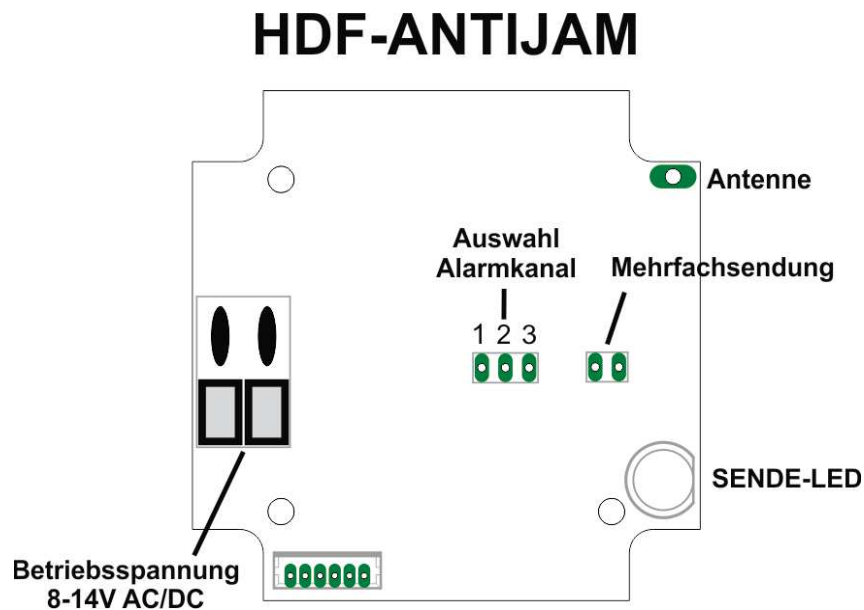 HDF-ANTIJAM
Antenne
Auswahl
Alarmkanal
Mehrfachsendung
1 2 3
SENDE-LED
Betriebsspannung
8-14V AC/DC